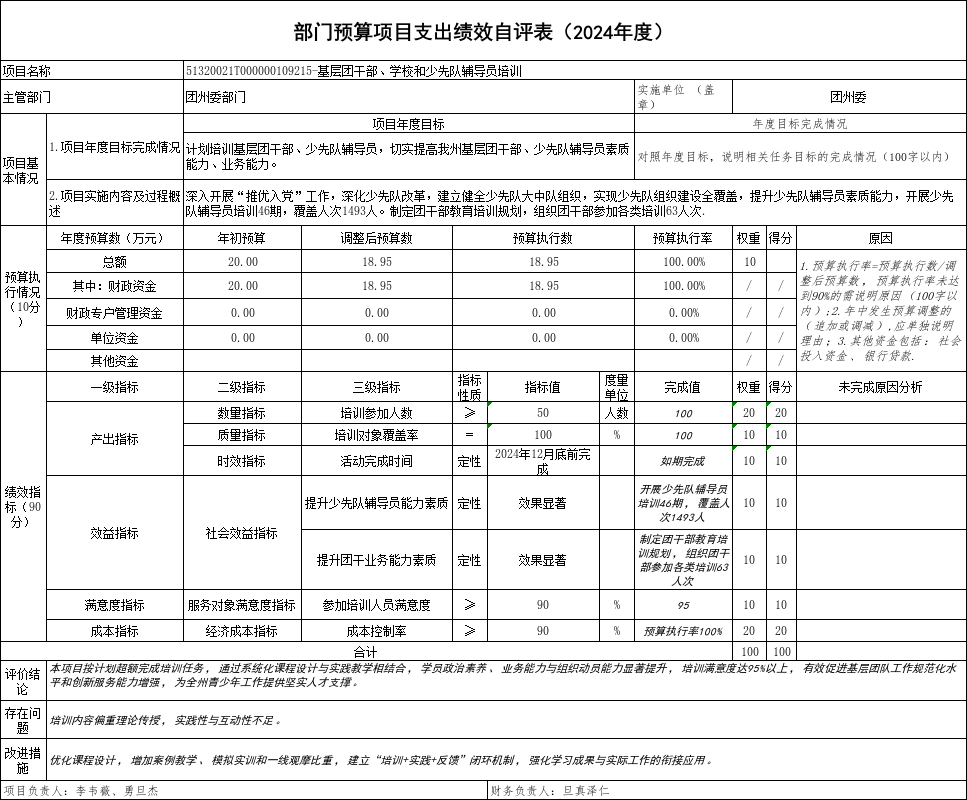 部门预算项目支出绩效自评表（2024年度）
项目名称 51320021T000000109215-基层团干部、学校和少先队辅导员培训
主管部门 团州委部门 实施单位 （盖章） 团州委
项目基本情况 1.项目年度目标完成情况 项目年度目标 年度目标完成情况
计划培训基层团干部、少先队辅导员，切实提高我州基层团干部、少先队辅导员素质
能力、业务能力。
对照年度目标，说明相关任务目标的完成情况（100字以内）
2.项目实施内容及过程概述
深入开展“推优入党”工作，深化少先队改革，建立健全少先队大中队组织，实现少先队组织建设全覆盖，提升少先队辅导员素质能力，开展少先
队辅导员培训46期，覆盖人次1493人。制定团干部教育培训规划，组织团干部参加各类培训63人次.
预算执行情况（10分） 年度预算数（万元） 年初预算 调整后预算数 预算执行数 预算执行率 权重 得分 原因
总额 20.00 18.95 18.95 100.00% 10
其中：财政资金 20.00 18.95 18.95 100.00% / /
财政专户管理资金 0.00 0.00 0.00 0.00% / /
单位资金 0.00 0.00 0.00 0.00% / /
其他资金 / /
1.预算执行率=预算执行数/调
整后预算数，预算执行率未达
到90%的需说明原因（100字以
内）；2.年中发生预算调整的
（追加或调减）,应单独说明
理由；3.其他资金包括：社会
投入资金、银行贷款.
绩效指标（90分） 一级指标 二级指标 三级指标 指标性质 指标值 度量单位 完成值 权重 得分 未完成原因分析
产出指标 数量指标 培训参加人数 ≥ 50 人数 100 20 20
质量指标 培训对象覆盖率 = 100 % 100 10 10
时效指标 活动完成时间 定性 2024年12月底前完成 如期完成 10 10
效益指标 社会效益指标 提升少先队辅导员能力素质 定性 效果显著 开展少先队辅导员培训46期，覆盖人次1493人 10 10
提升团干业务能力素质 定性 效果显著 制定团干部教育培训规划，组织团干部参加各类培训63人次 10 10
满意度指标 服务对象满意度指标 参加培训人员满意度 ≥ 90 % 95 10 10
成本指标 经济成本指标 成本控制率 ≥ 90 % 预算执行率100% 20 20
合计 100 100
评价结论
本项目按计划超额完成培训任务，通过系统化课程设计与实践教学相结合，学员政治素养、业务能力与组织动员能力显著提升，培训满意度达95%以上，有效促进基层团队工作规范化水
平和创新服务能力增强，为全州青少年工作提供坚实人才支撑。
存在问题 培训内容偏重理论传授，实践性与互动性不足。
改进措施 优化课程设计，增加案例教学、模拟实训和一线观摩比重，建立“培训+实践+反馈”闭环机制，强化学习成果与实际工作的衔接应用。
项目负责人：李韦薇、勇旦杰 财务负责人：旦真泽仁